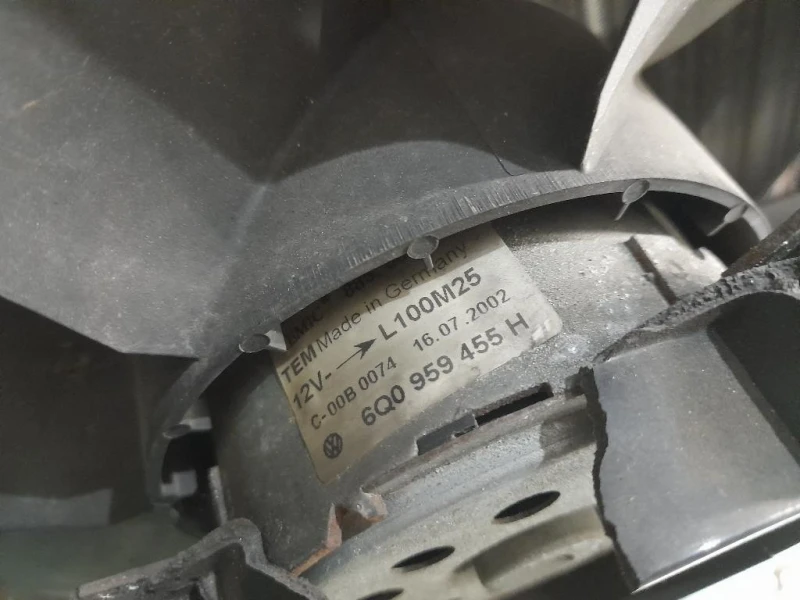 TEM Made in Germany
12V- → L100M25
C-00B 0074 16.07.2002
6Q0 959 455 H